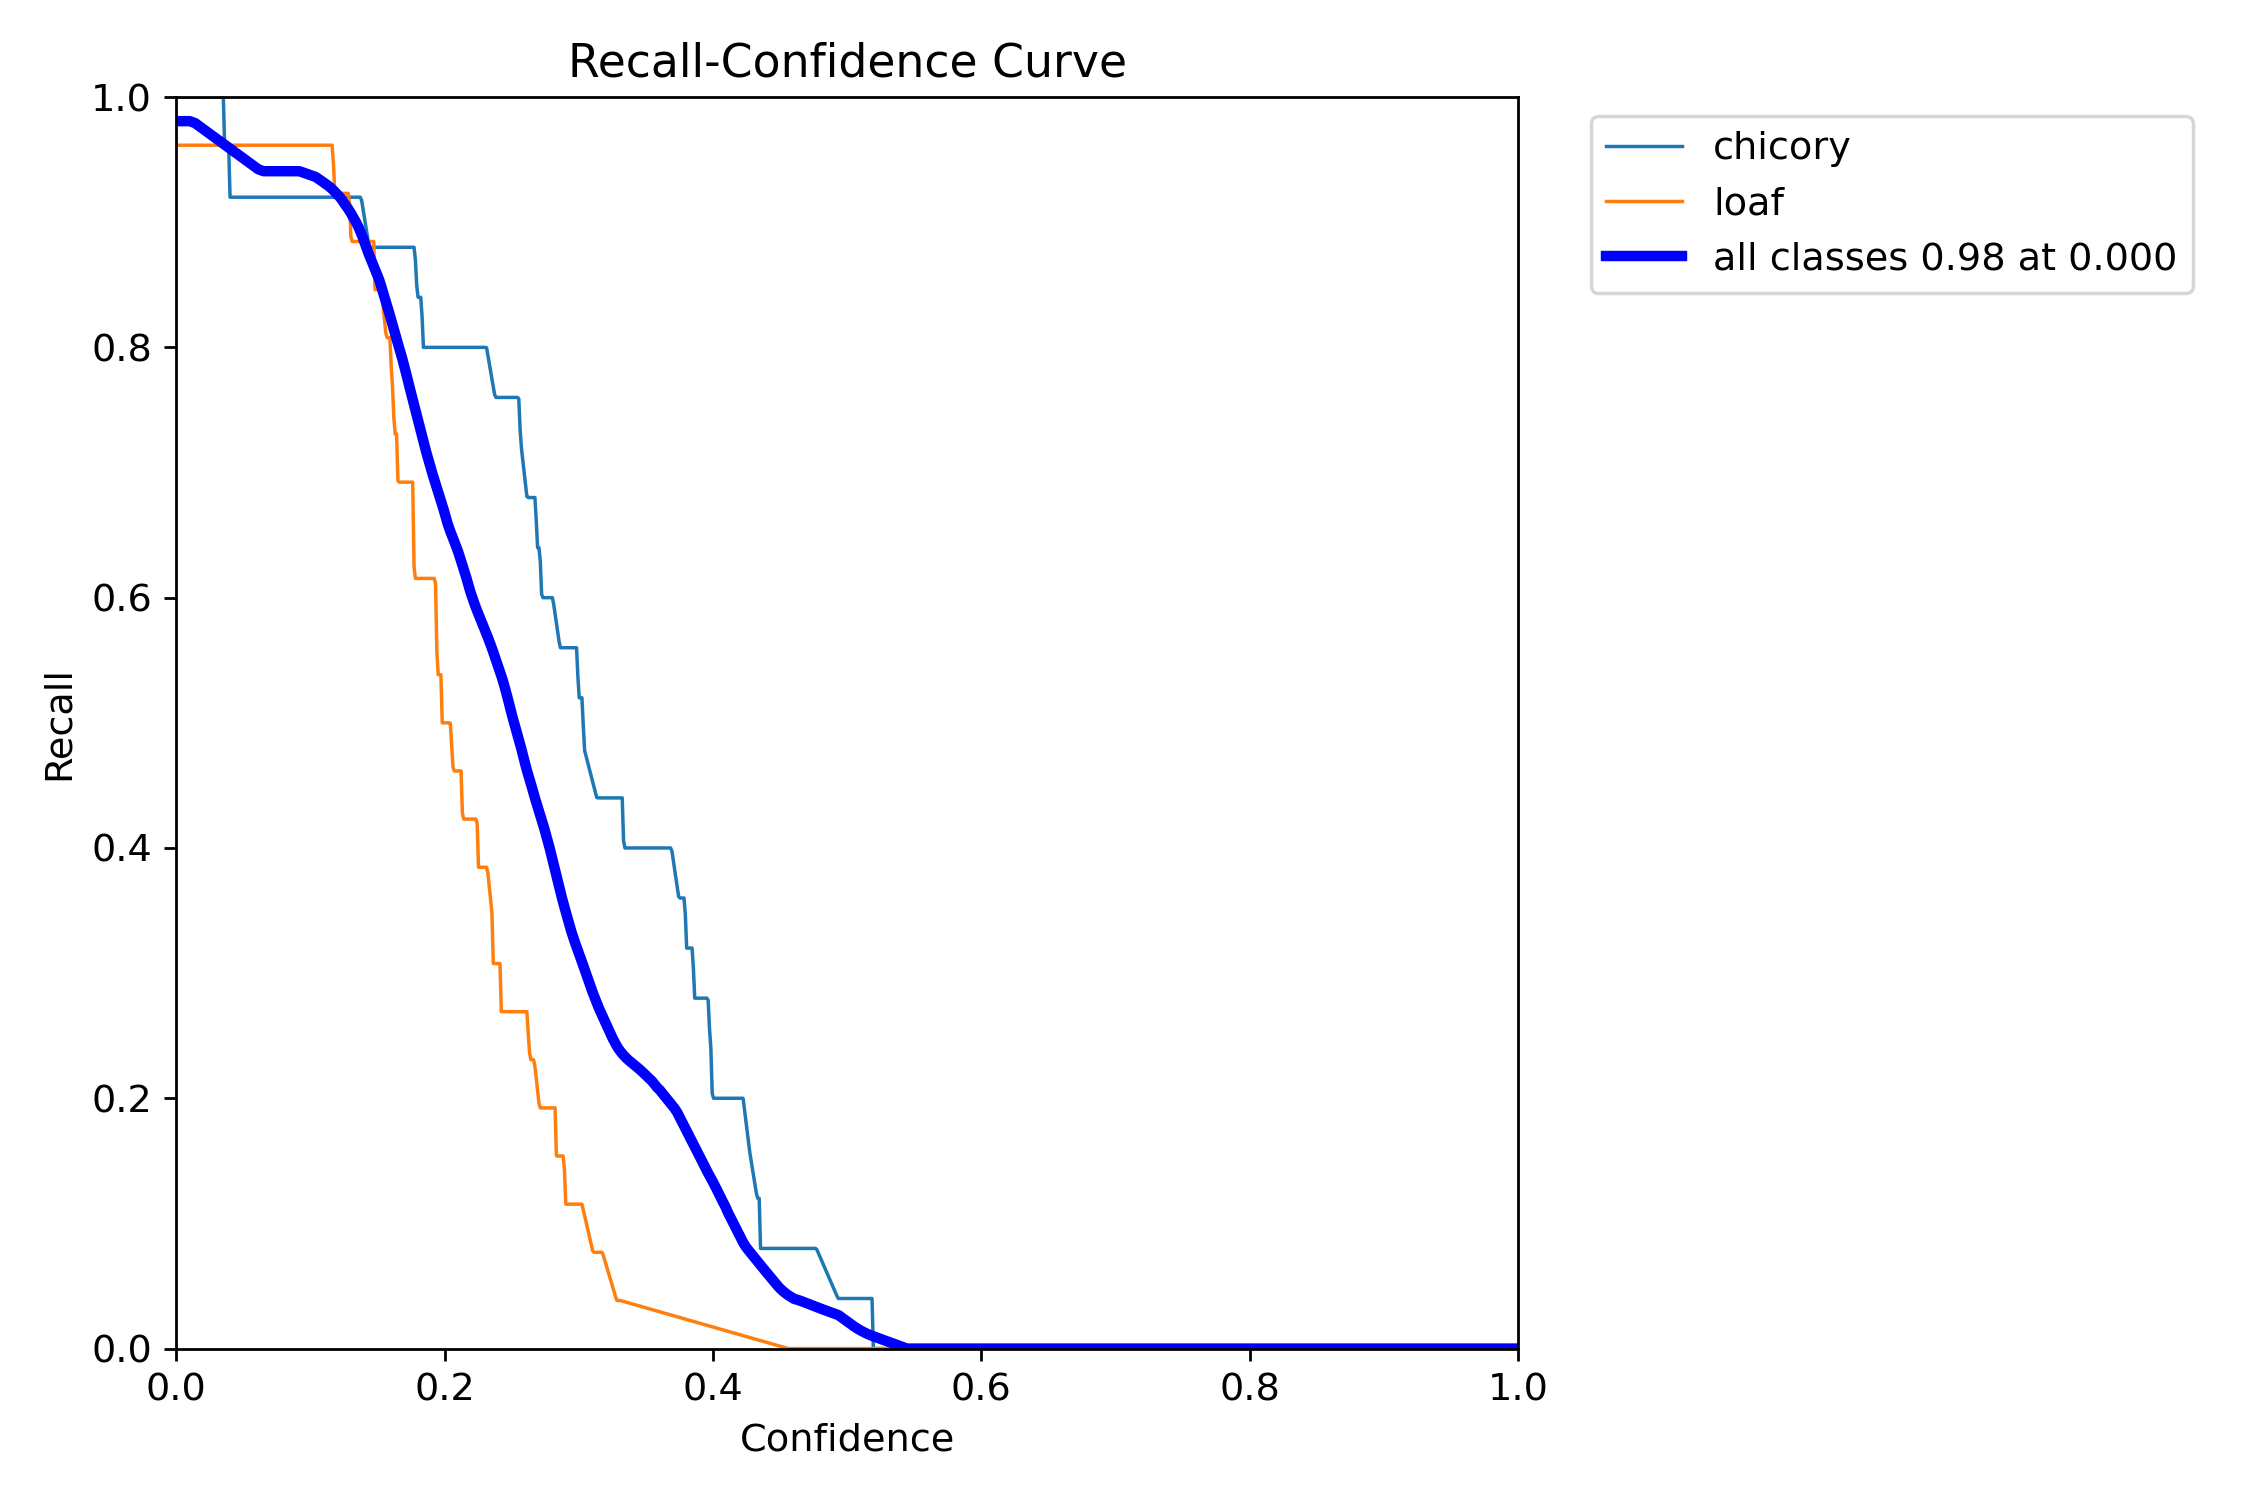 Recall-Confidence Curve
1.0
0.8
0.6
0.4
0.2
0.0
Recall
0.0 0.2 0.4 0.6 0.8 1.0
Confidence
chicory
loaf
all classes 0.98 at 0.000